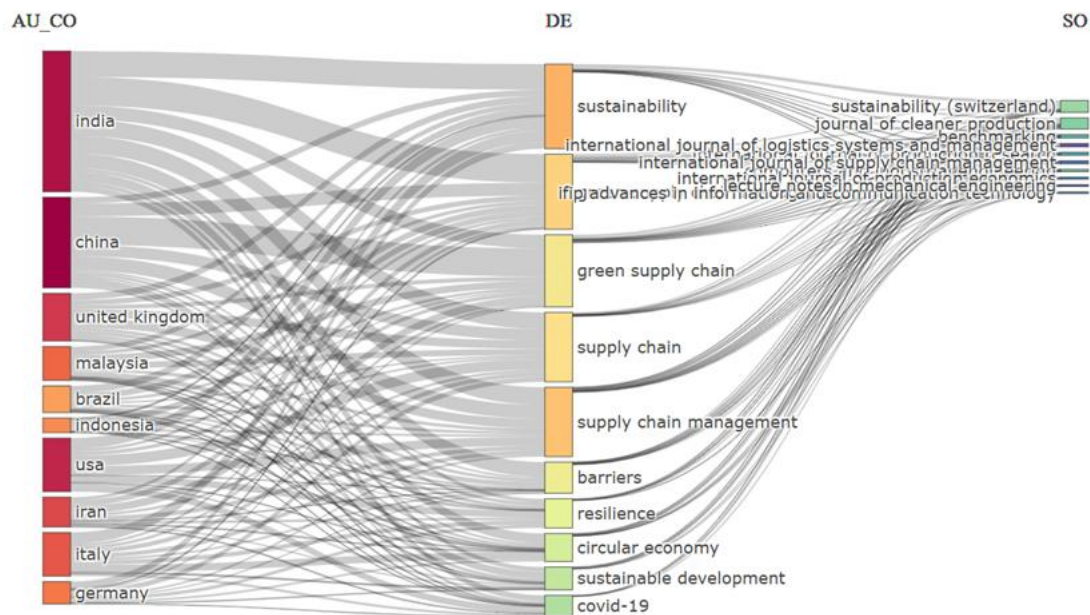 AU_CO
DE
SO
india
china
united kingdom
malaysia
brazil
indonesia
usa
iran
italy
germany
sustainability
green supply chain
supply chain
supply chain management
barriers
resilience
circular economy
sustainable development
covid-19
sustainability (switzerland)
journal of cleaner production
benchmarking
international journal of logistics systems and management
international journal of supply chain management
international journal of production economics
lecture notes in mechanical engineering
ifip advances in information and communication technology